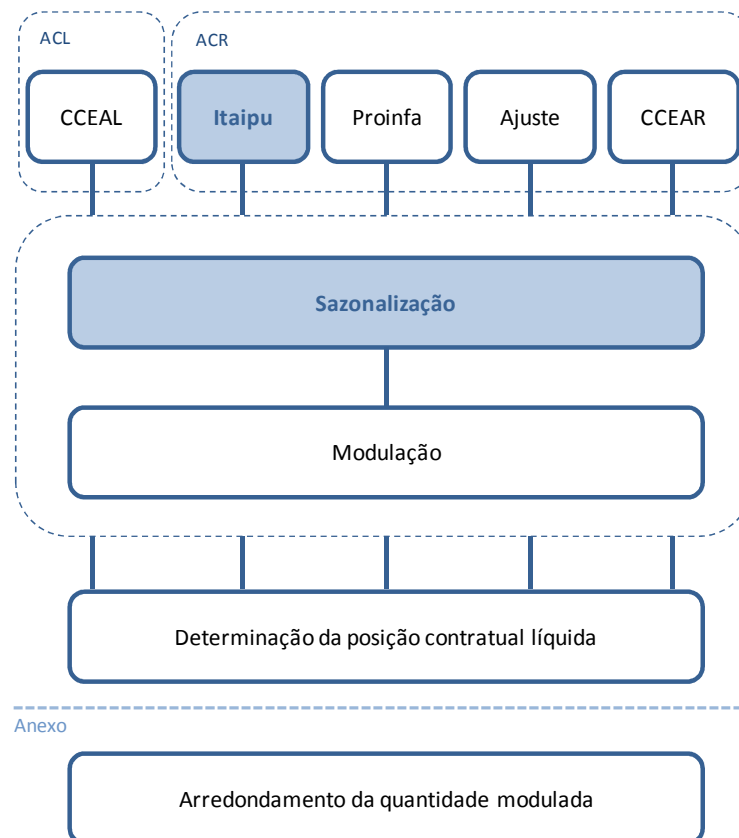 ACL
ACR
CCEAL
Itaipu
Proinfa
Ajuste
CCEAR
Sazonalização
Modulação
Determinação da posição contratual líquida
Anexo
Arredondamento da quantidade modulada